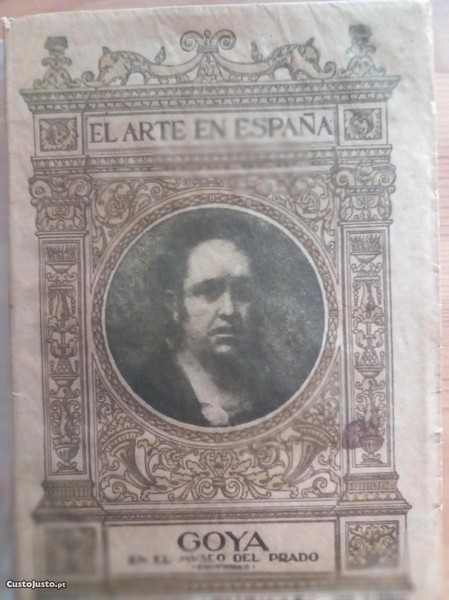 EL ARTE EN ESPAÑA
GOYA
EN EL MUSEO DEL PRADO
CustoJusto.pt